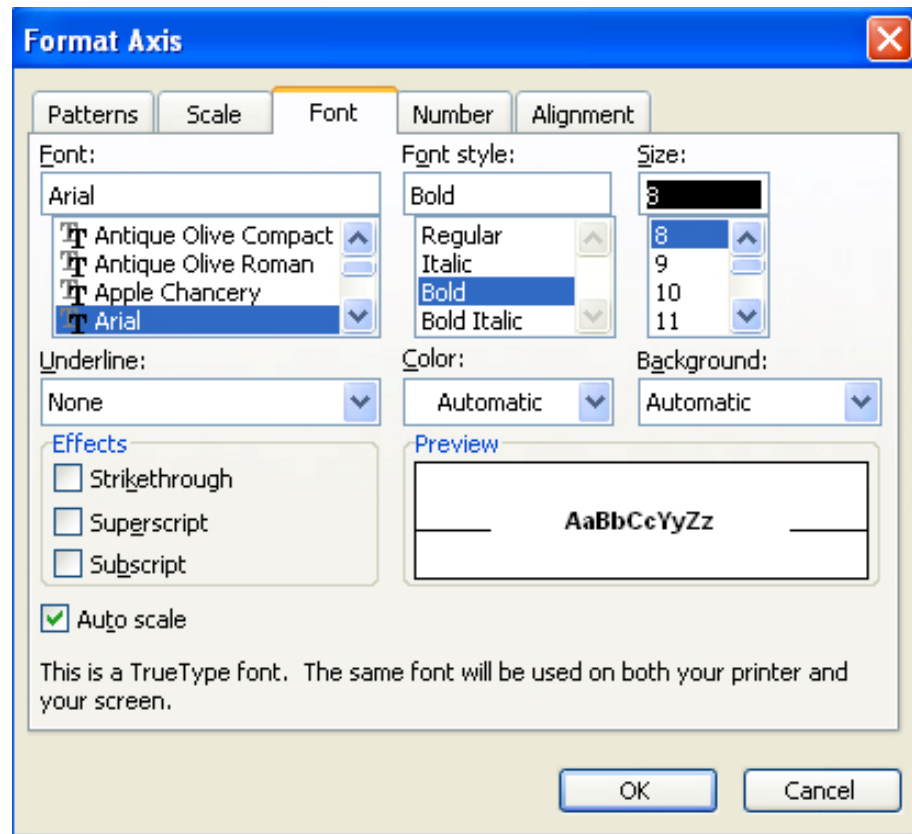 Format Axis
Patterns Scale Font Number Alignment
Font: Font style: Size:
Arial Bold 8
Antique Olive Compact Regular 8
Antique Olive Roman Italic 9
Apple Chancery Bold 10
Arial Bold Italic 11
Underline: Color: Background:
None Automatic Automatic
Effects Preview
Strikethrough
Superscript AaBbCcYyZz
Subscript
Auto scale
This is a TrueType font. The same font will be used on both your printer and
your screen.
OK Cancel